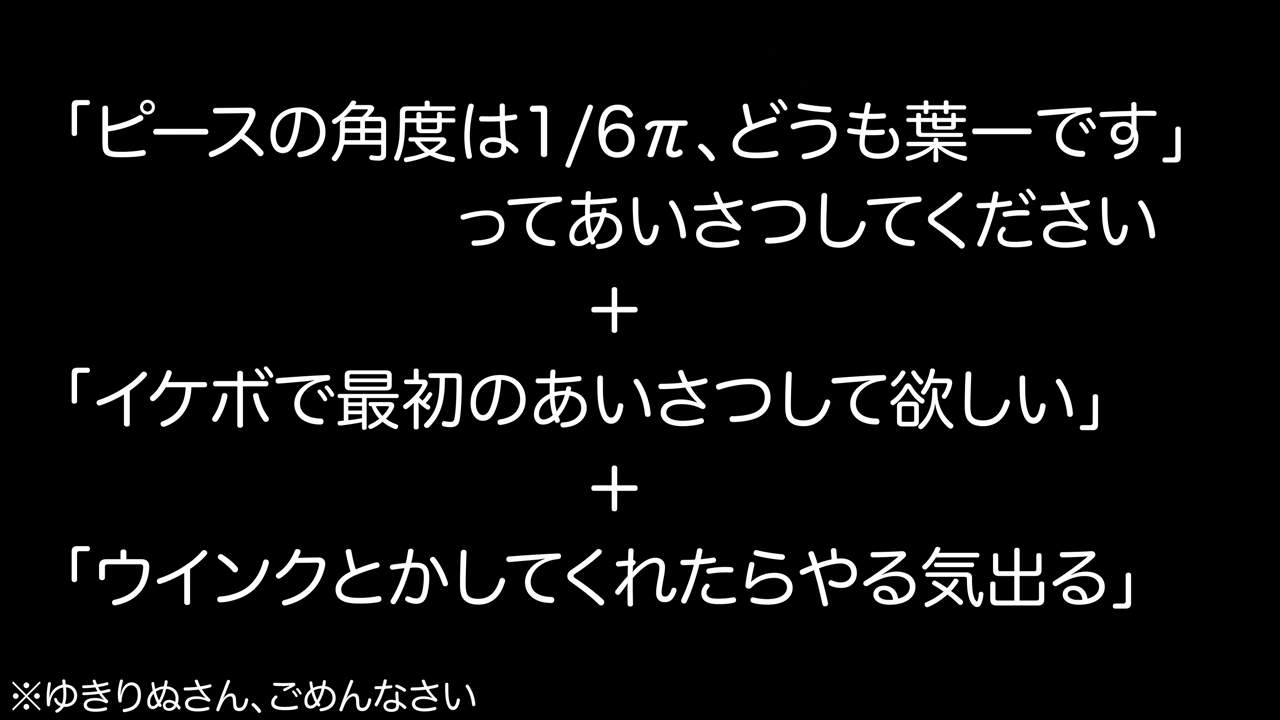 「ピースの角度は1/6π、どうも葉一です」
ってあいさつしてください
＋
「イケボで最初のあいさつして欲しい」
＋
「ウインクとかしてくれたらやる気出る」
※ゆきりぬさん、ごめんなさい